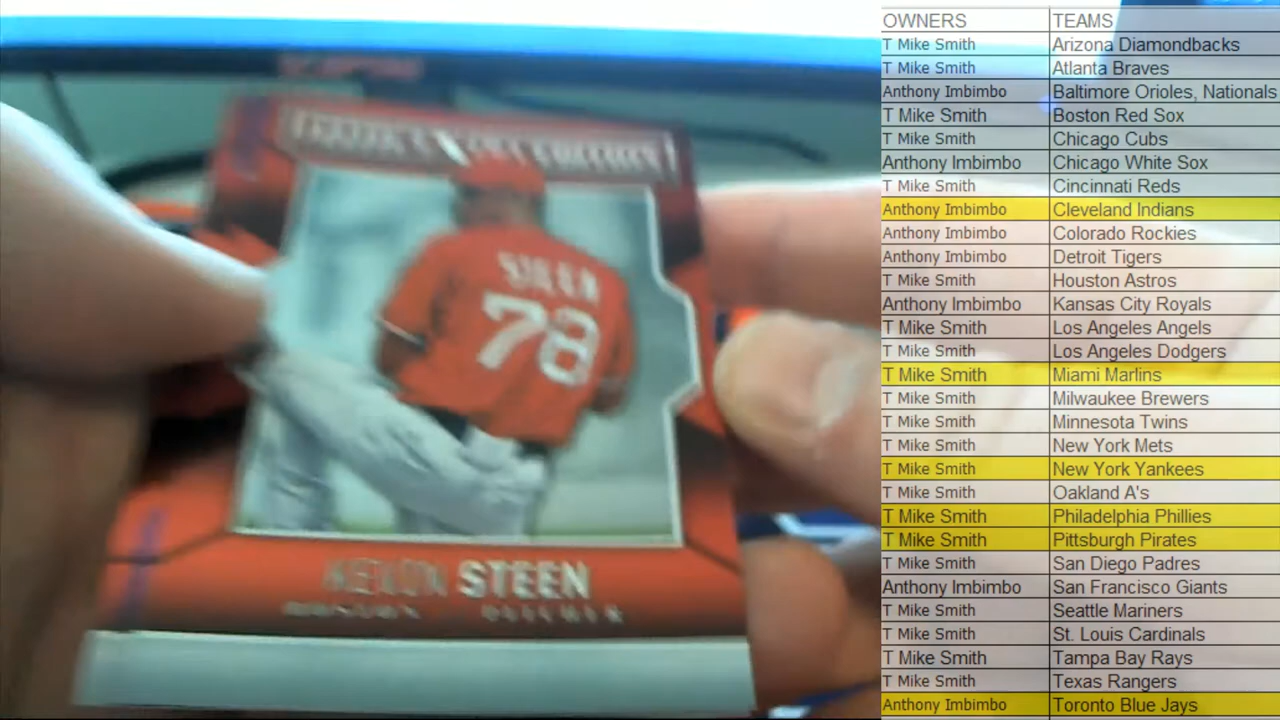 STEEN
78
KEVIN STEEN
OWNERS TEAMS
T Mike Smith Arizona Diamondbacks
T Mike Smith Atlanta Braves
Anthony Imbimbo Baltimore Orioles, Nationals
T Mike Smith Boston Red Sox
T Mike Smith Chicago Cubs
Anthony Imbimbo Chicago White Sox
T Mike Smith Cincinnati Reds
Anthony Imbimbo Cleveland Indians
Anthony Imbimbo Colorado Rockies
Anthony Imbimbo Detroit Tigers
T Mike Smith Houston Astros
Anthony Imbimbo Kansas City Royals
T Mike Smith Los Angeles Angels
T Mike Smith Los Angeles Dodgers
T Mike Smith Miami Marlins
T Mike Smith Milwaukee Brewers
T Mike Smith Minnesota Twins
T Mike Smith New York Mets
T Mike Smith New York Yankees
T Mike Smith Oakland A's
T Mike Smith Philadelphia Phillies
T Mike Smith Pittsburgh Pirates
T Mike Smith San Diego Padres
Anthony Imbimbo San Francisco Giants
T Mike Smith Seattle Mariners
T Mike Smith St. Louis Cardinals
T Mike Smith Tampa Bay Rays
T Mike Smith Texas Rangers
Anthony Imbimbo Toronto Blue Jays